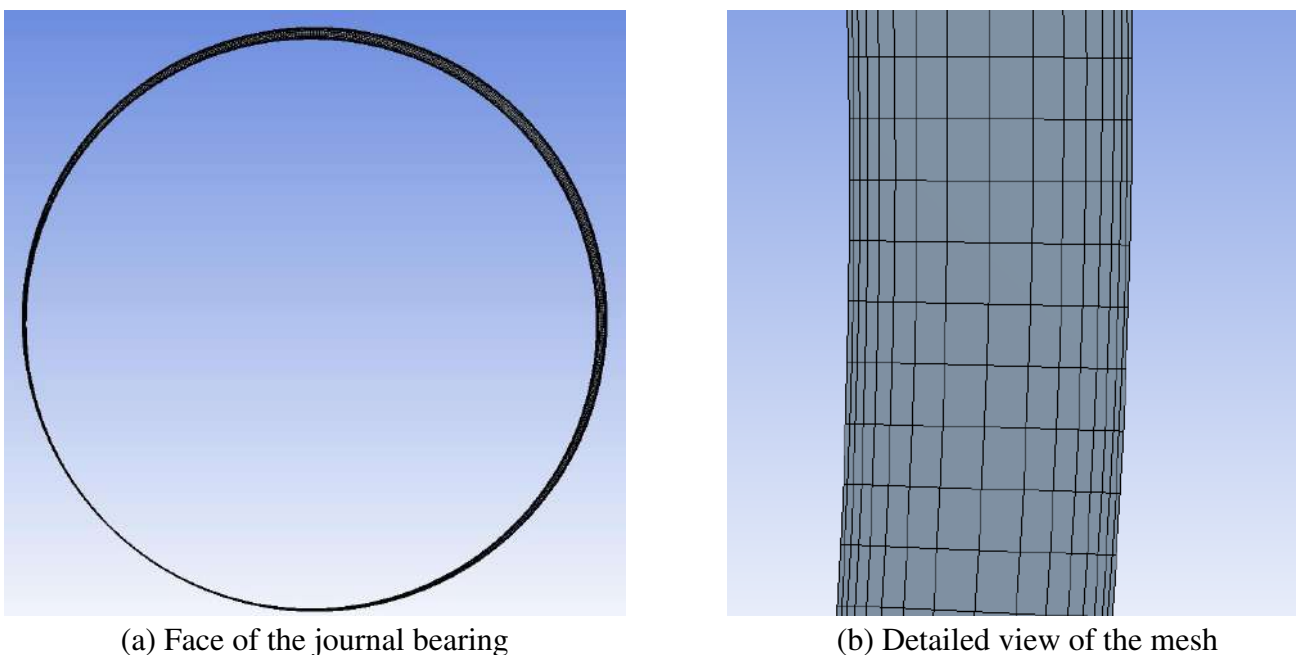 (a) Face of the journal bearing
(b) Detailed view of the mesh